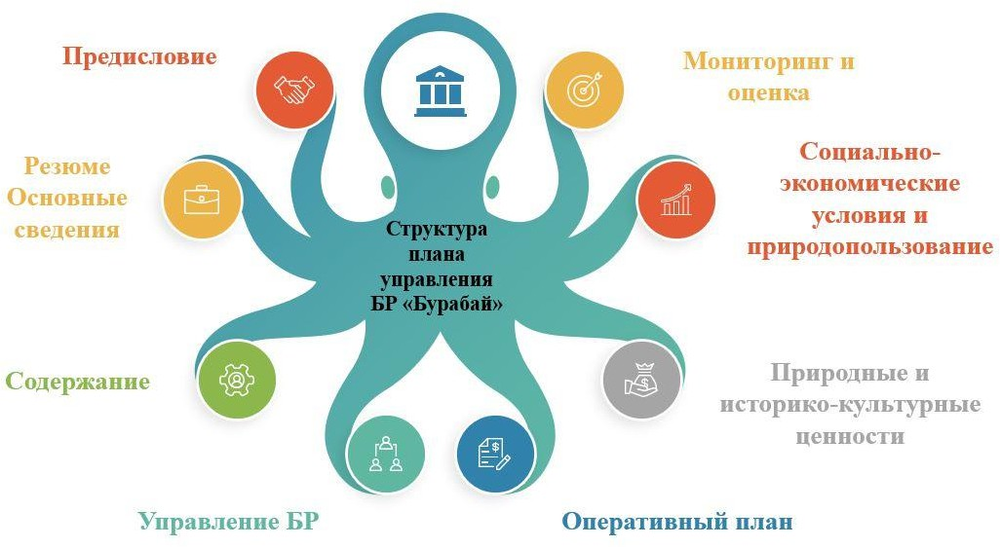 Предисловие
Резюме
Основные
сведения
Содержание
Управление БР
Структура
плана
управления
БР «Бурабай»
Мониторинг и
оценка
Социально-
экономические
условия и
природопользование
Природные и
историко-культурные
ценности
Оперативный план